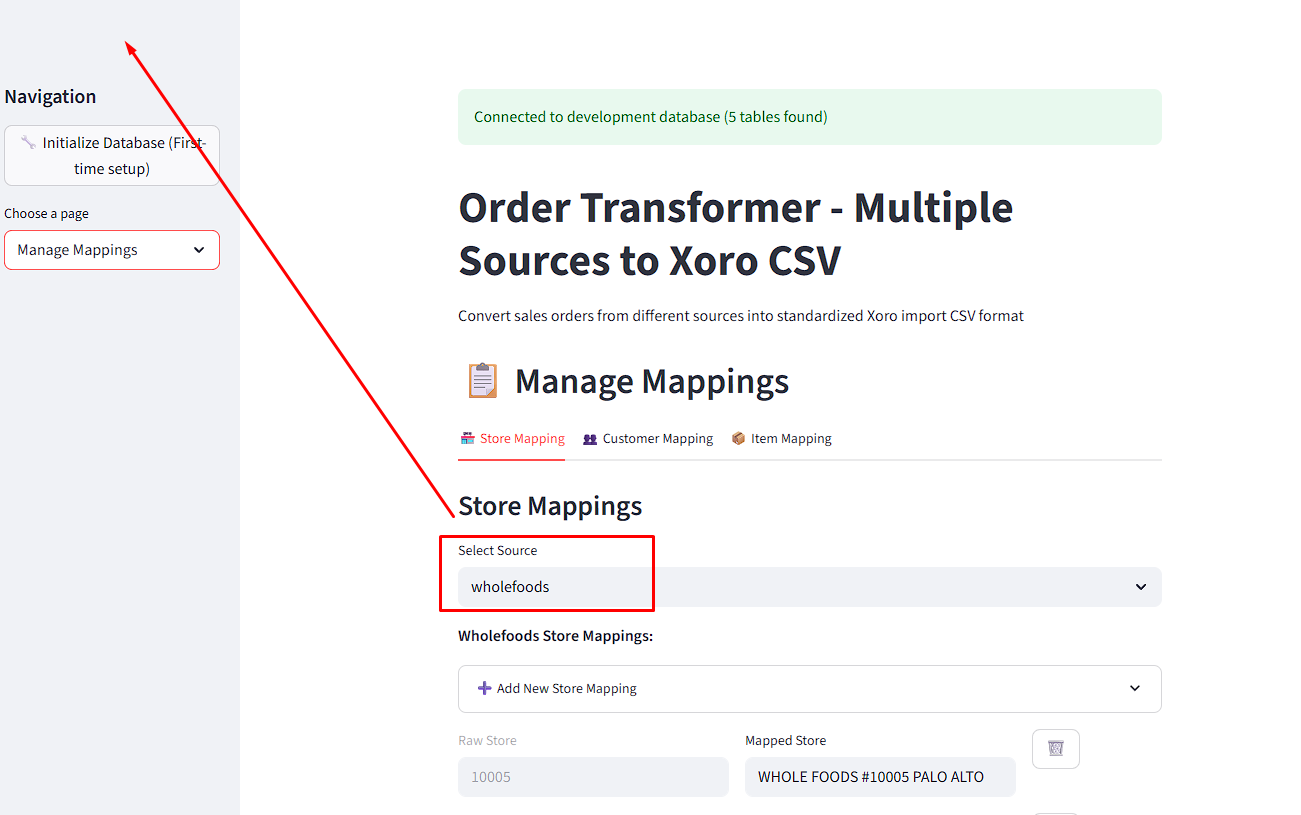 Navigation
Initialize Database (First-
time setup)
Choose a page
Manage Mappings
Connected to development database (5 tables found)
Order Transformer - Multiple
Sources to Xoro CSV
Convert sales orders from different sources into standardized Xoro import CSV format
Manage Mappings
Store Mapping Customer Mapping Item Mapping
Store Mappings
Select Source
wholefoods
Wholefoods Store Mappings:
Add New Store Mapping
Raw Store Mapped Store
10005 WHOLE FOODS #10005 PALO ALTO